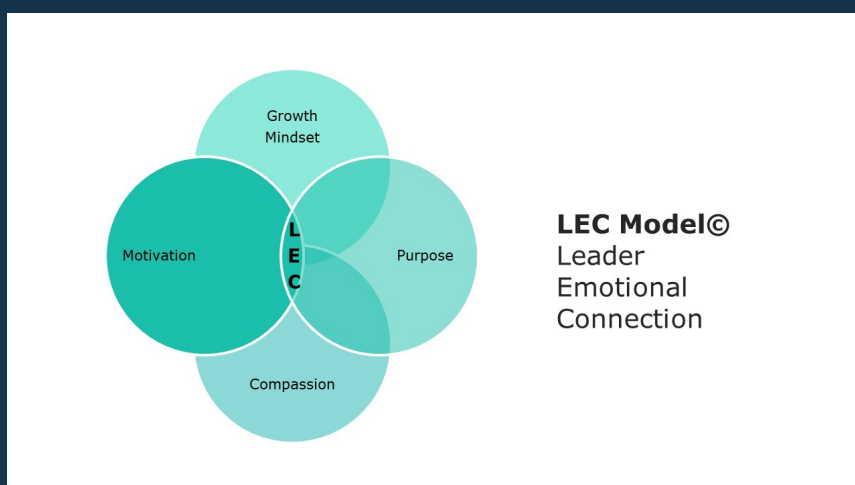 Growth
Mindset
Motivation
L
E
C
Purpose
Compassion
LEC Model©
Leader
Emotional
Connection